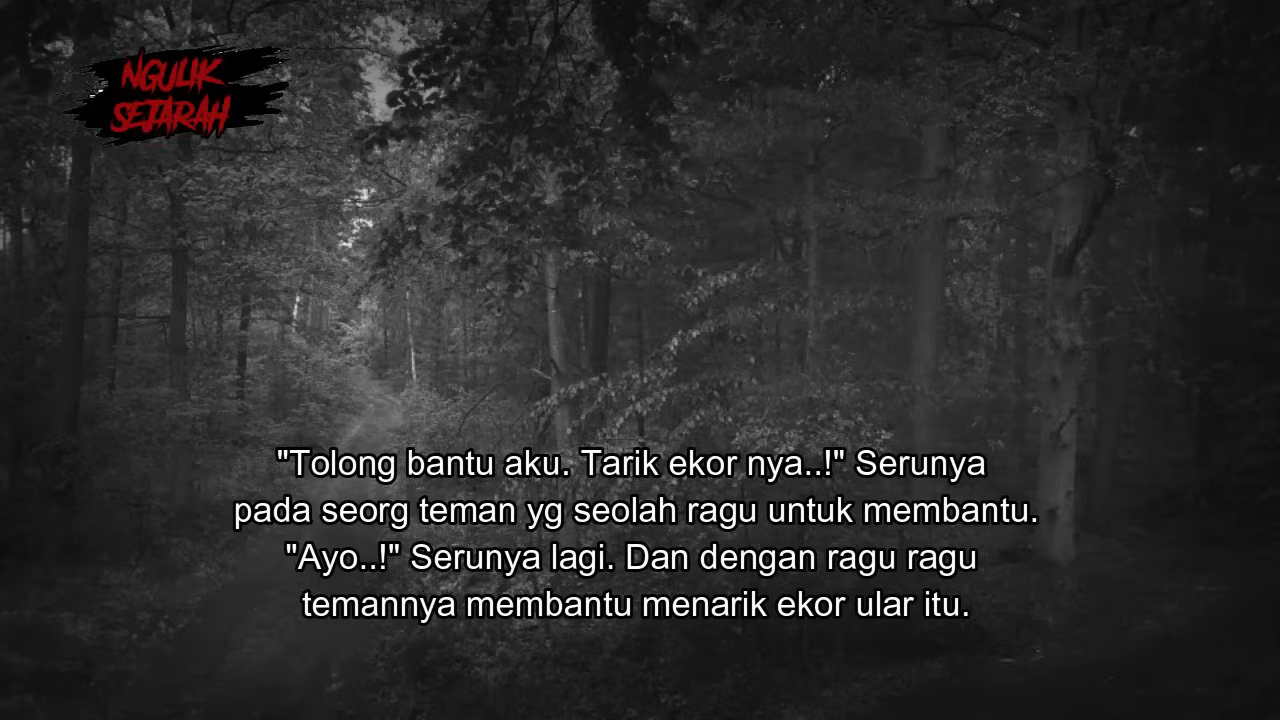 NGULIK
SEJARAH
"Tolong bantu aku. Tarik ekor nya..!" Serunya
pada seorg teman yg seolah ragu untuk membantu.
"Ayo..!" Serunya lagi. Dan dengan ragu ragu
temannya membantu menarik ekor ular itu.